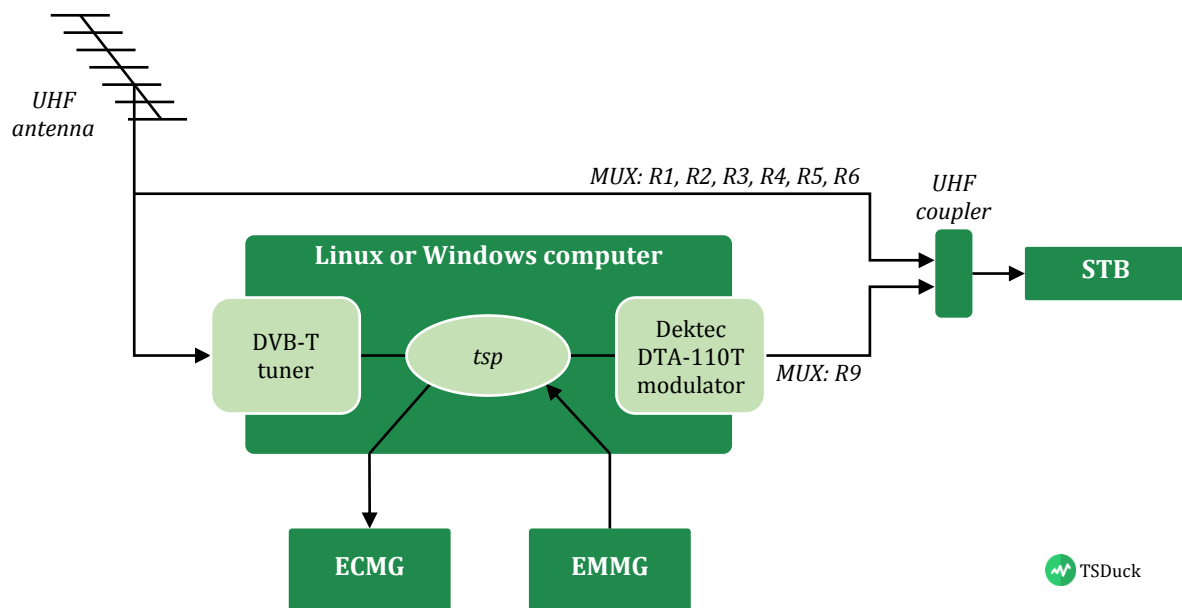 UHF
antenna
MUX: R1, R2, R3, R4, R5, R6
UHF
coupler
Linux or Windows computer
STB
DVB-T
tuner
tsp
Dektec
DTA-110T
modulator
MUX: R9
ECMG
EMMG
TSDuck